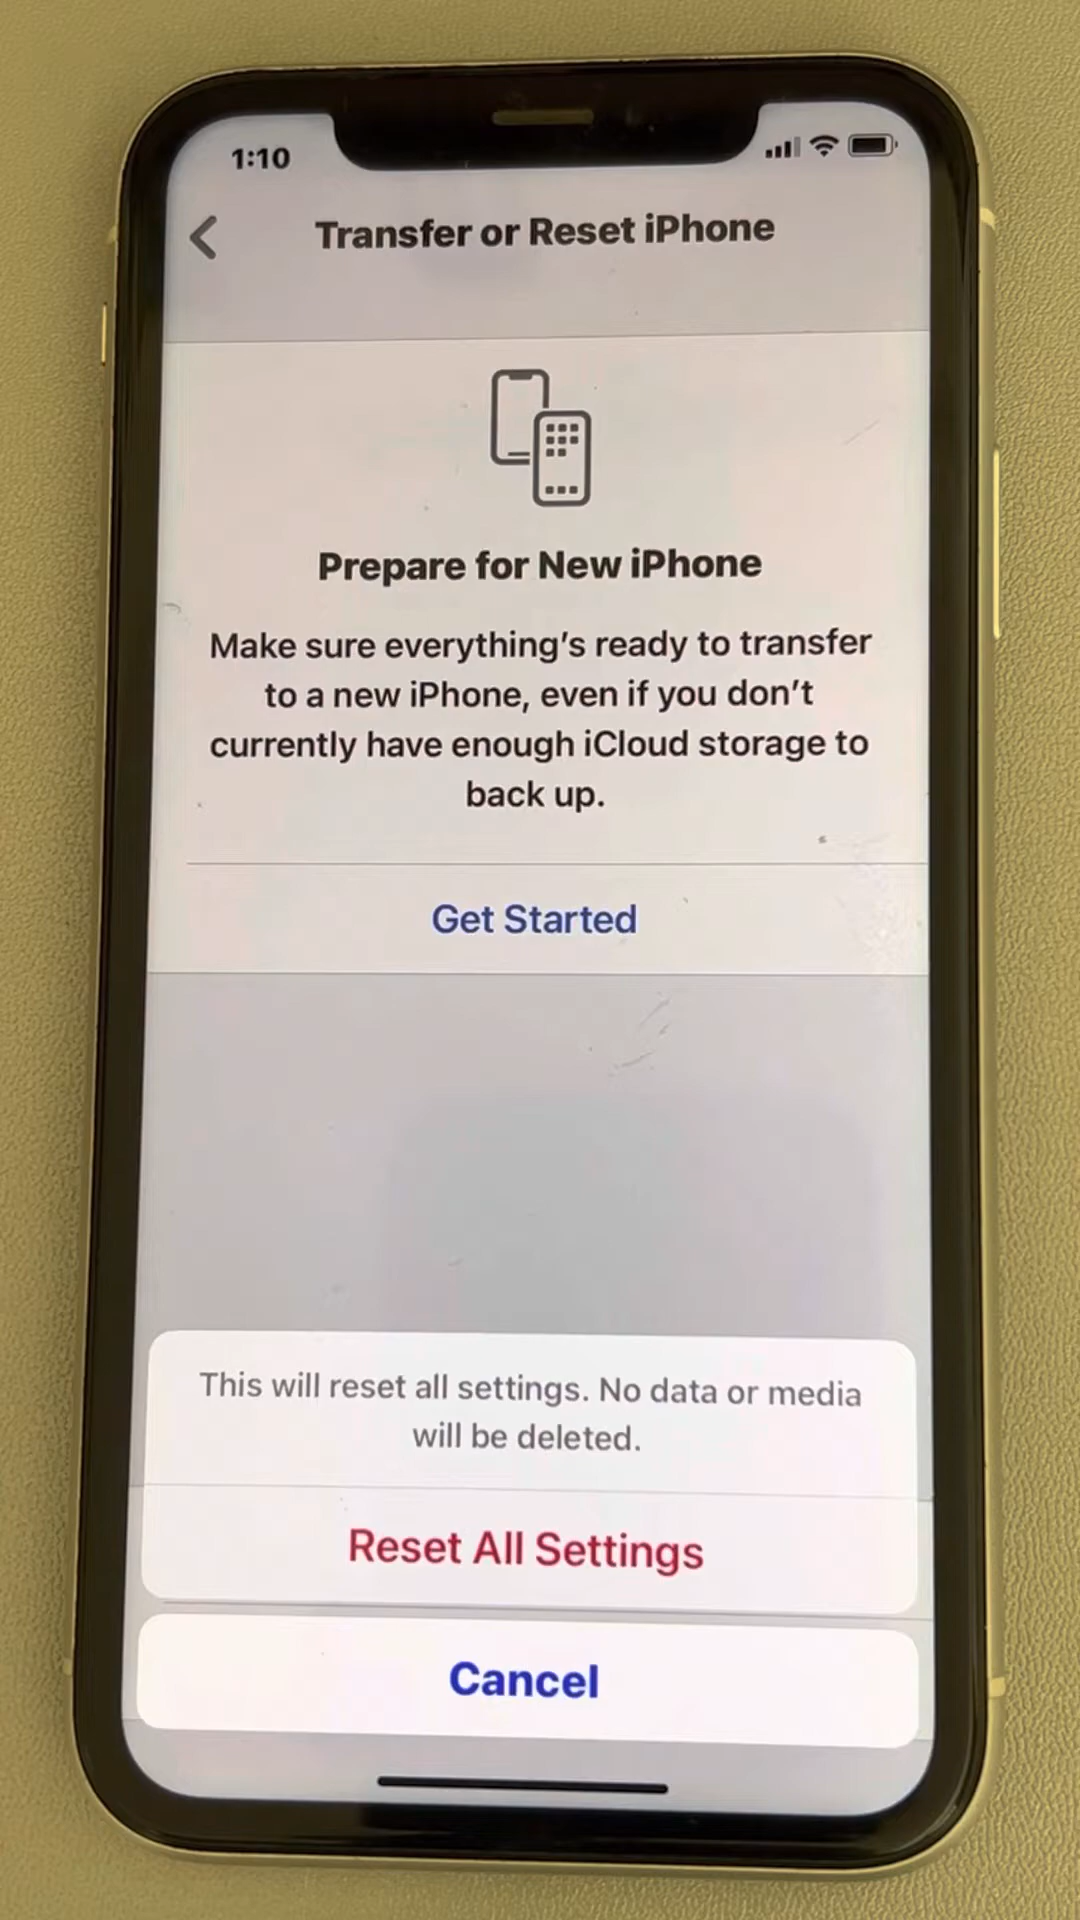 1:10
Transfer or Reset iPhone
Prepare for New iPhone
Make sure everything's ready to transfer
to a new iPhone, even if you don't
currently have enough iCloud storage to
back up.
Get Started
This will reset all settings. No data or media
will be deleted.
Reset All Settings
Cancel